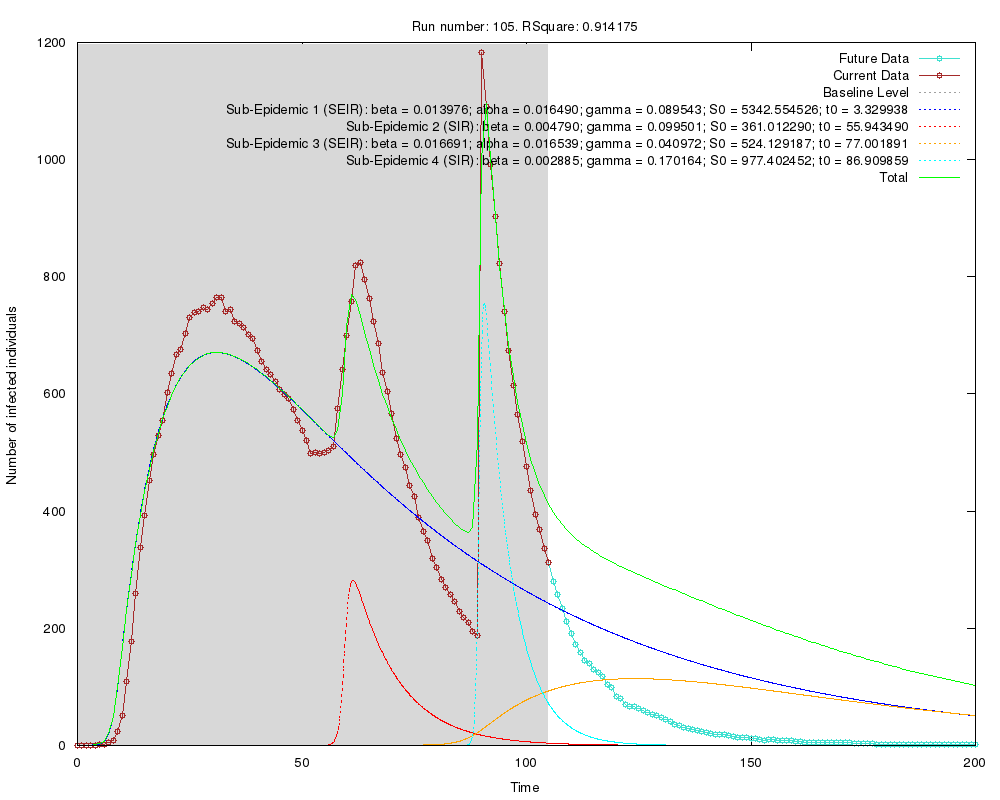 Run number: 105. RSquare: 0.914175
1200
1000
800
600
400
200
0
Number of infected individuals
Future Data
Current Data
Baseline Level
Sub-Epidemic 1 (SEIR): beta = 0.013976; alpha = 0.016490; gamma = 0.089543; S0 = 5342.554526; t0 = 3.329938
Sub-Epidemic 2 (SIR): beta = 0.004790; gamma = 0.099501; S0 = 361.012290; t0 = 55.943490
Sub-Epidemic 3 (SEIR): beta = 0.016691; alpha = 0.016539; gamma = 0.040972; S0 = 524.129187; t0 = 77.001891
Sub-Epidemic 4 (SIR): beta = 0.002885; gamma = 0.170164; S0 = 977.402452; t0 = 86.909859
Total
0 50 100 150 200
Time